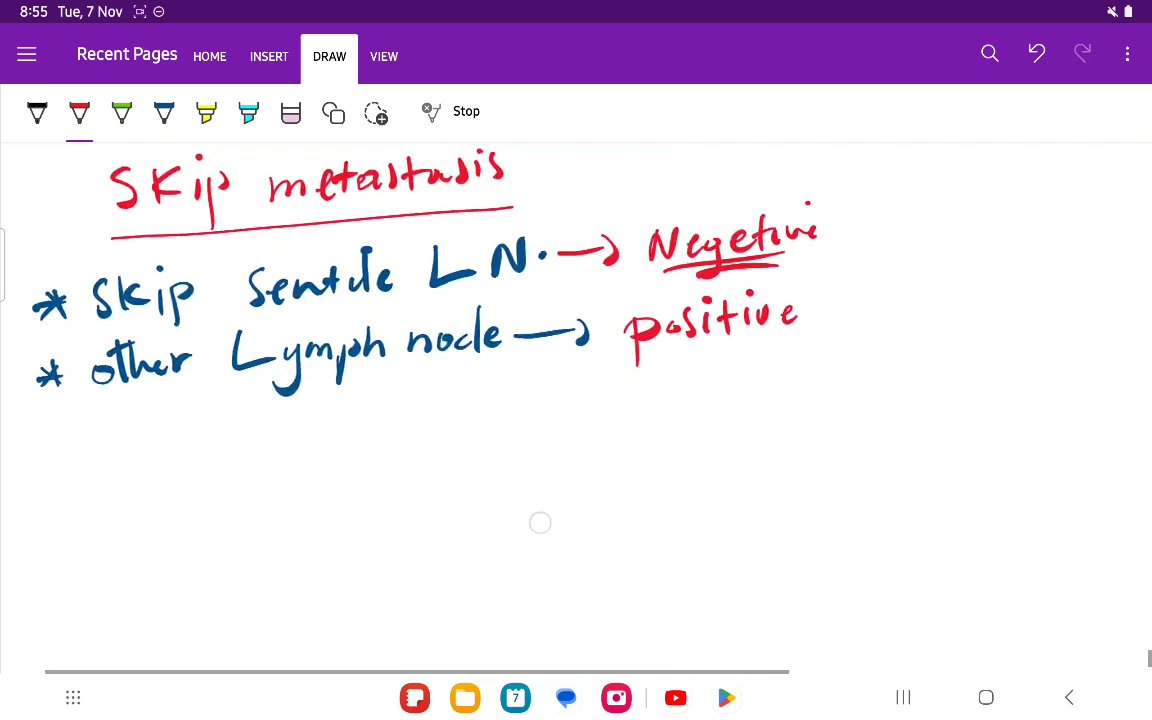 8:55 Tue, 7 Nov
Recent Pages HOME INSERT DRAW VIEW
Stop
Skip metastasis
* Skip Sentile LN. → Negetive
* other Lymph node → positive
7